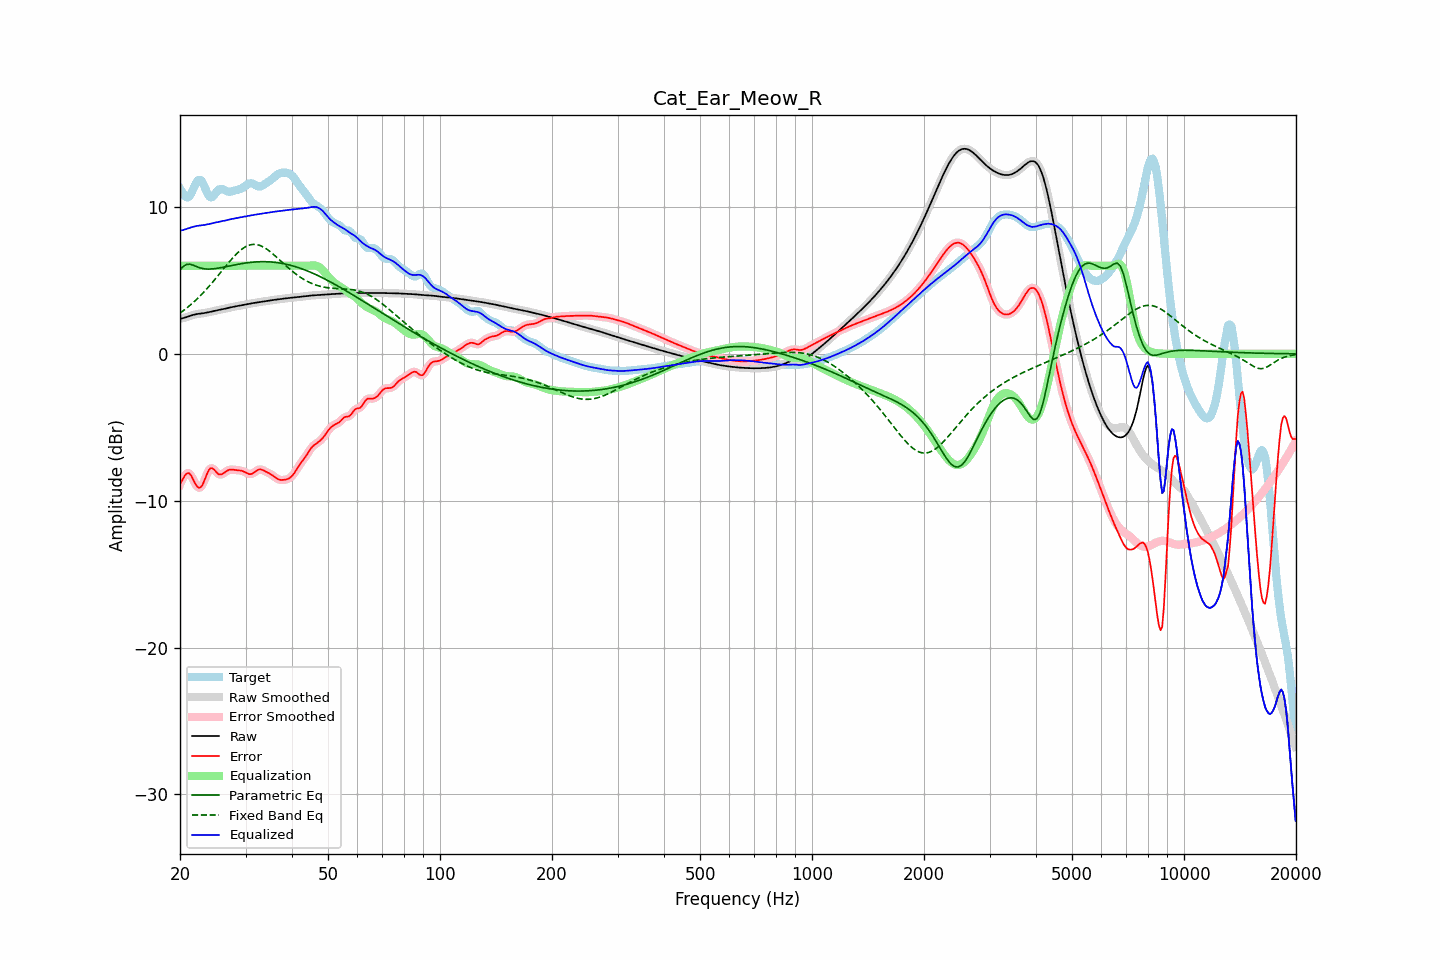 Cat_Ear_Meow_R
Amplitude (dBr)
10
0
−10
−20
−30
Target
Raw Smoothed
Error Smoothed
Raw
Error
Equalization
Parametric Eq
Fixed Band Eq
Equalized
20 50 100 200 500 1000 2000 5000 10000 20000
Frequency (Hz)